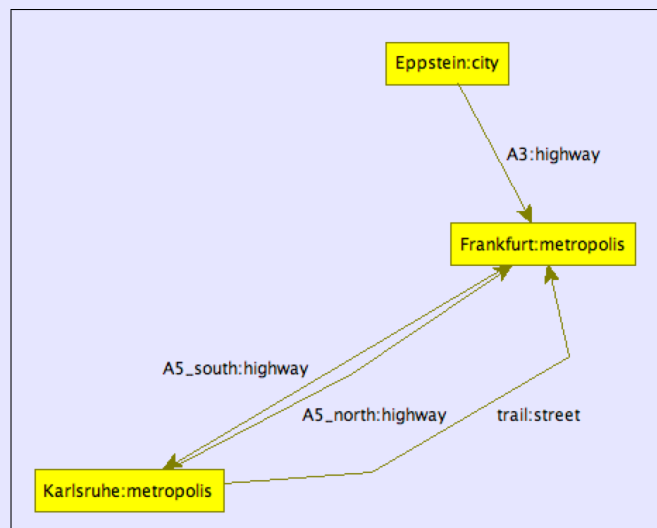 Eppstein:city
A3:highway
Frankfurt:metropolis
A5_south:highway
A5_north:highway
trail:street
Karlsruhe:metropolis